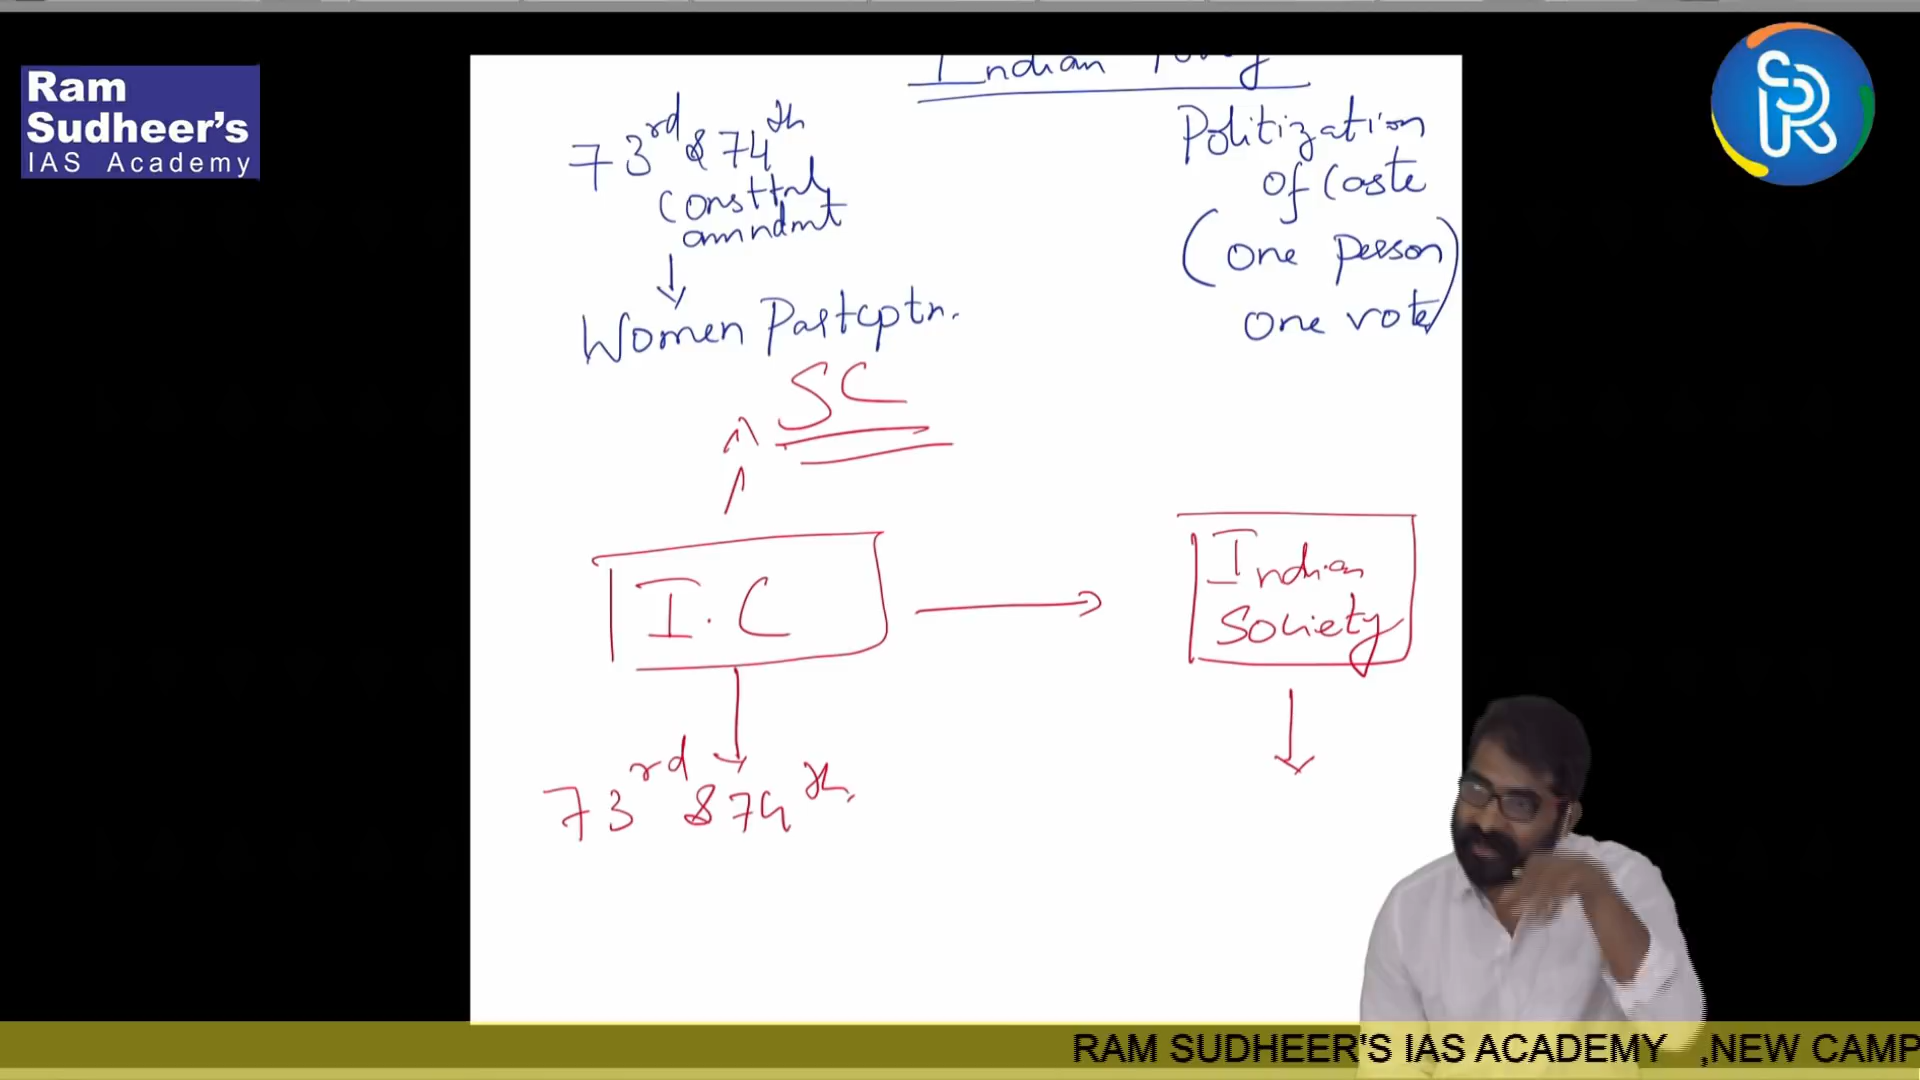 Ram
Sudheer's
IAS Academy
Indian
73rd & 74th
Consttnl
amndmt
↓
Women Partcptn.
Politization
of Caste
(one person
one vote)
SC
I.C
→
Indian
Society
↓
73rd & 74th.
RAM SUDHEER'S IAS ACADEMY ,NEW CAMP